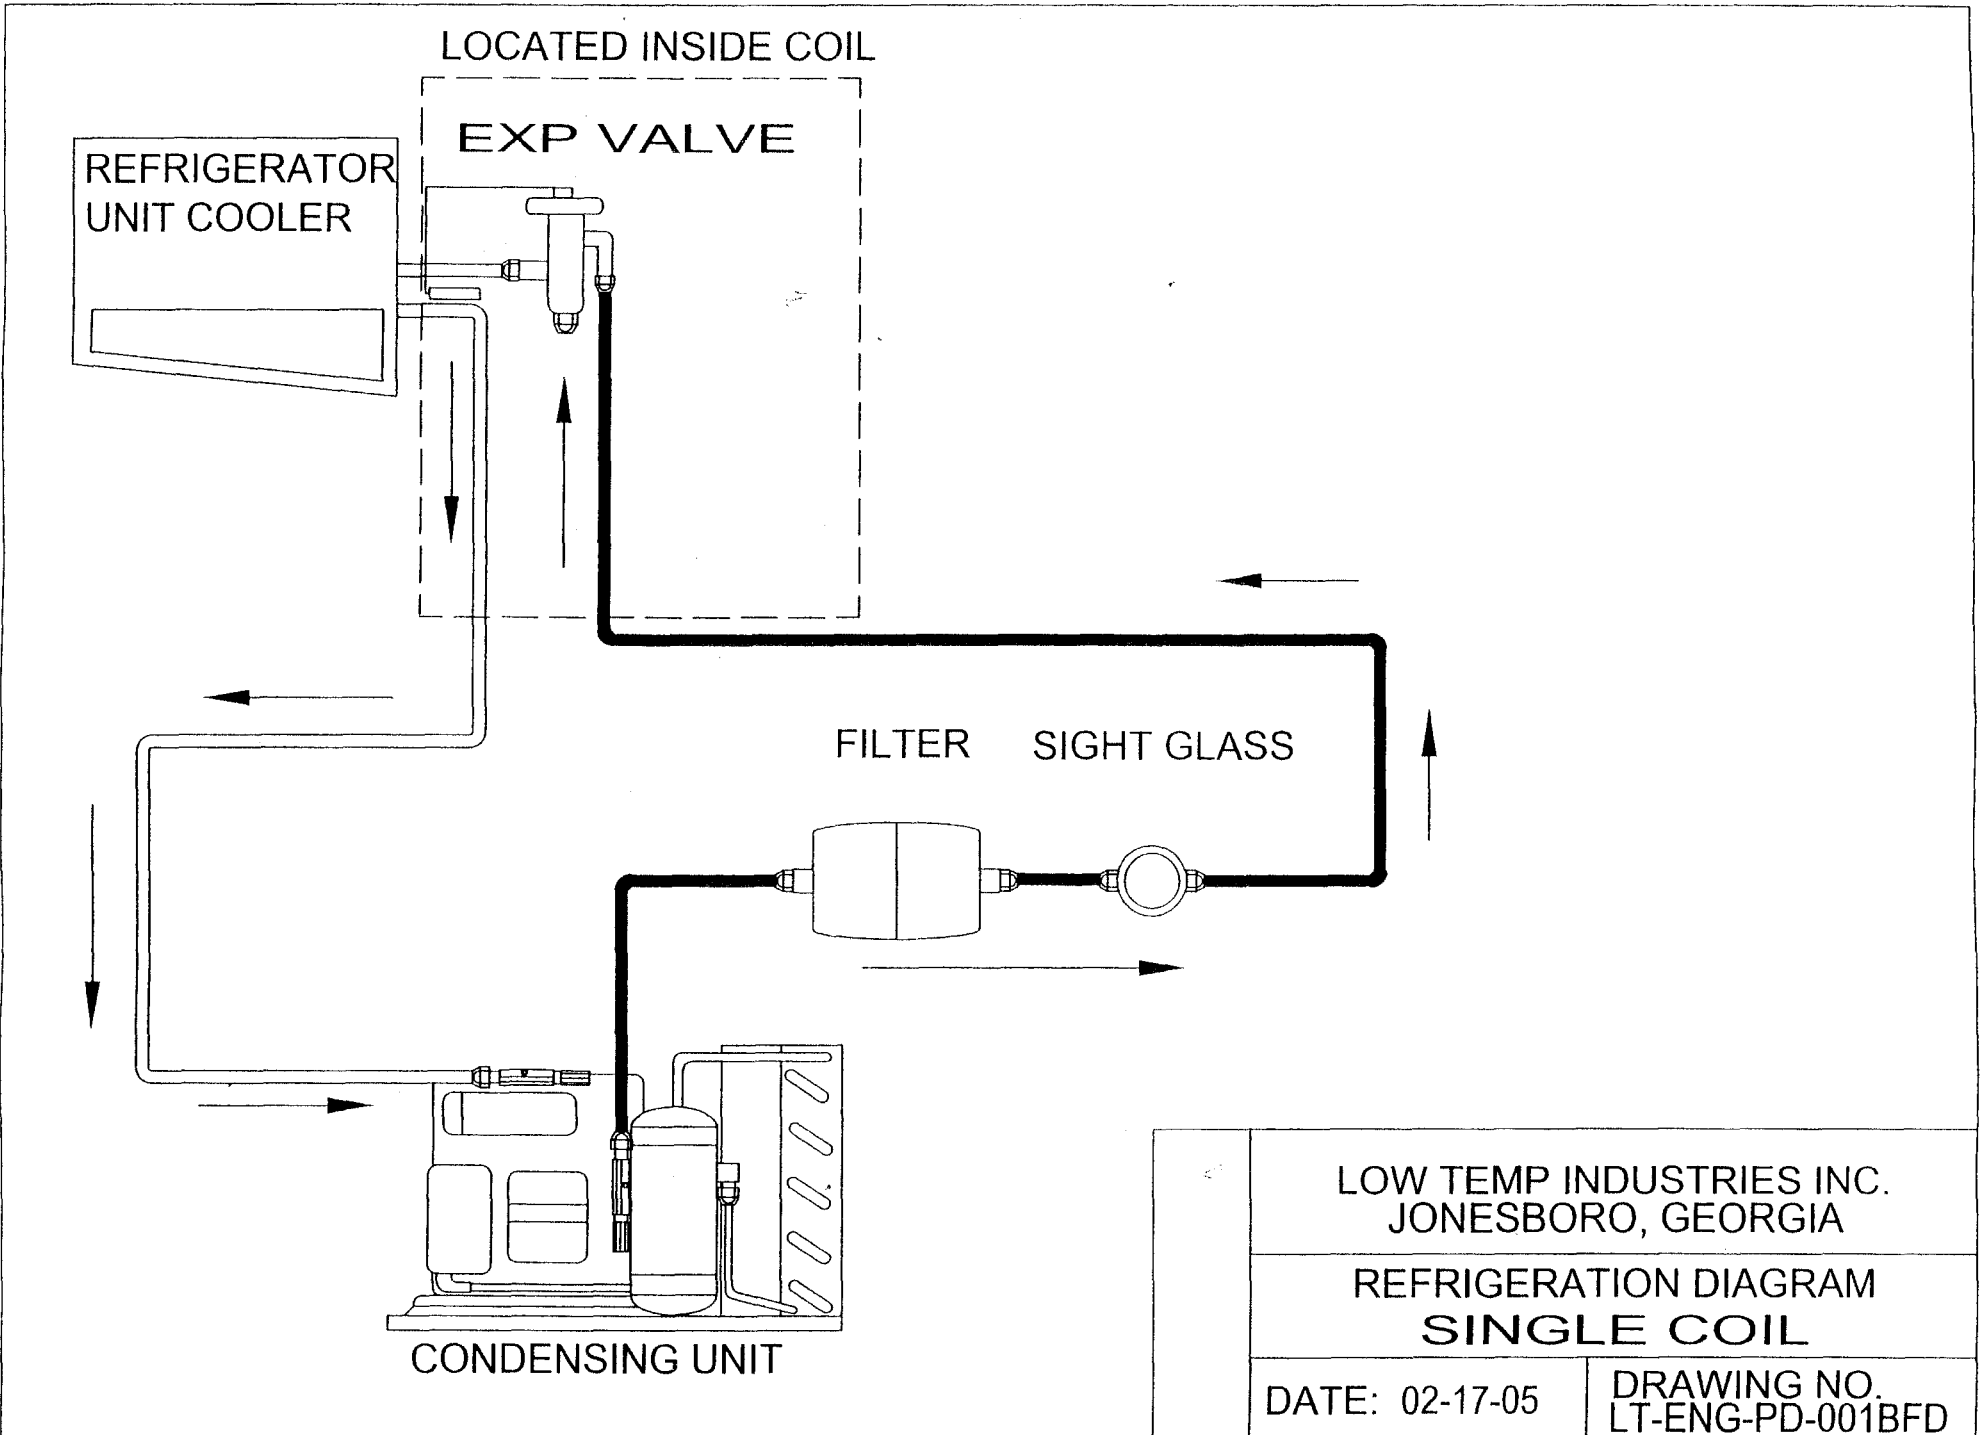 LOCATED INSIDE COIL
EXP VALVE
REFRIGERATOR
UNIT COOLER
FILTER
SIGHT GLASS
CONDENSING UNIT
LOW TEMP INDUSTRIES INC.
JONESBORO, GEORGIA
REFRIGERATION DIAGRAM
SINGLE COIL
DATE: 02-17-05
DRAWING NO.
LT-ENG-PD-001BFD